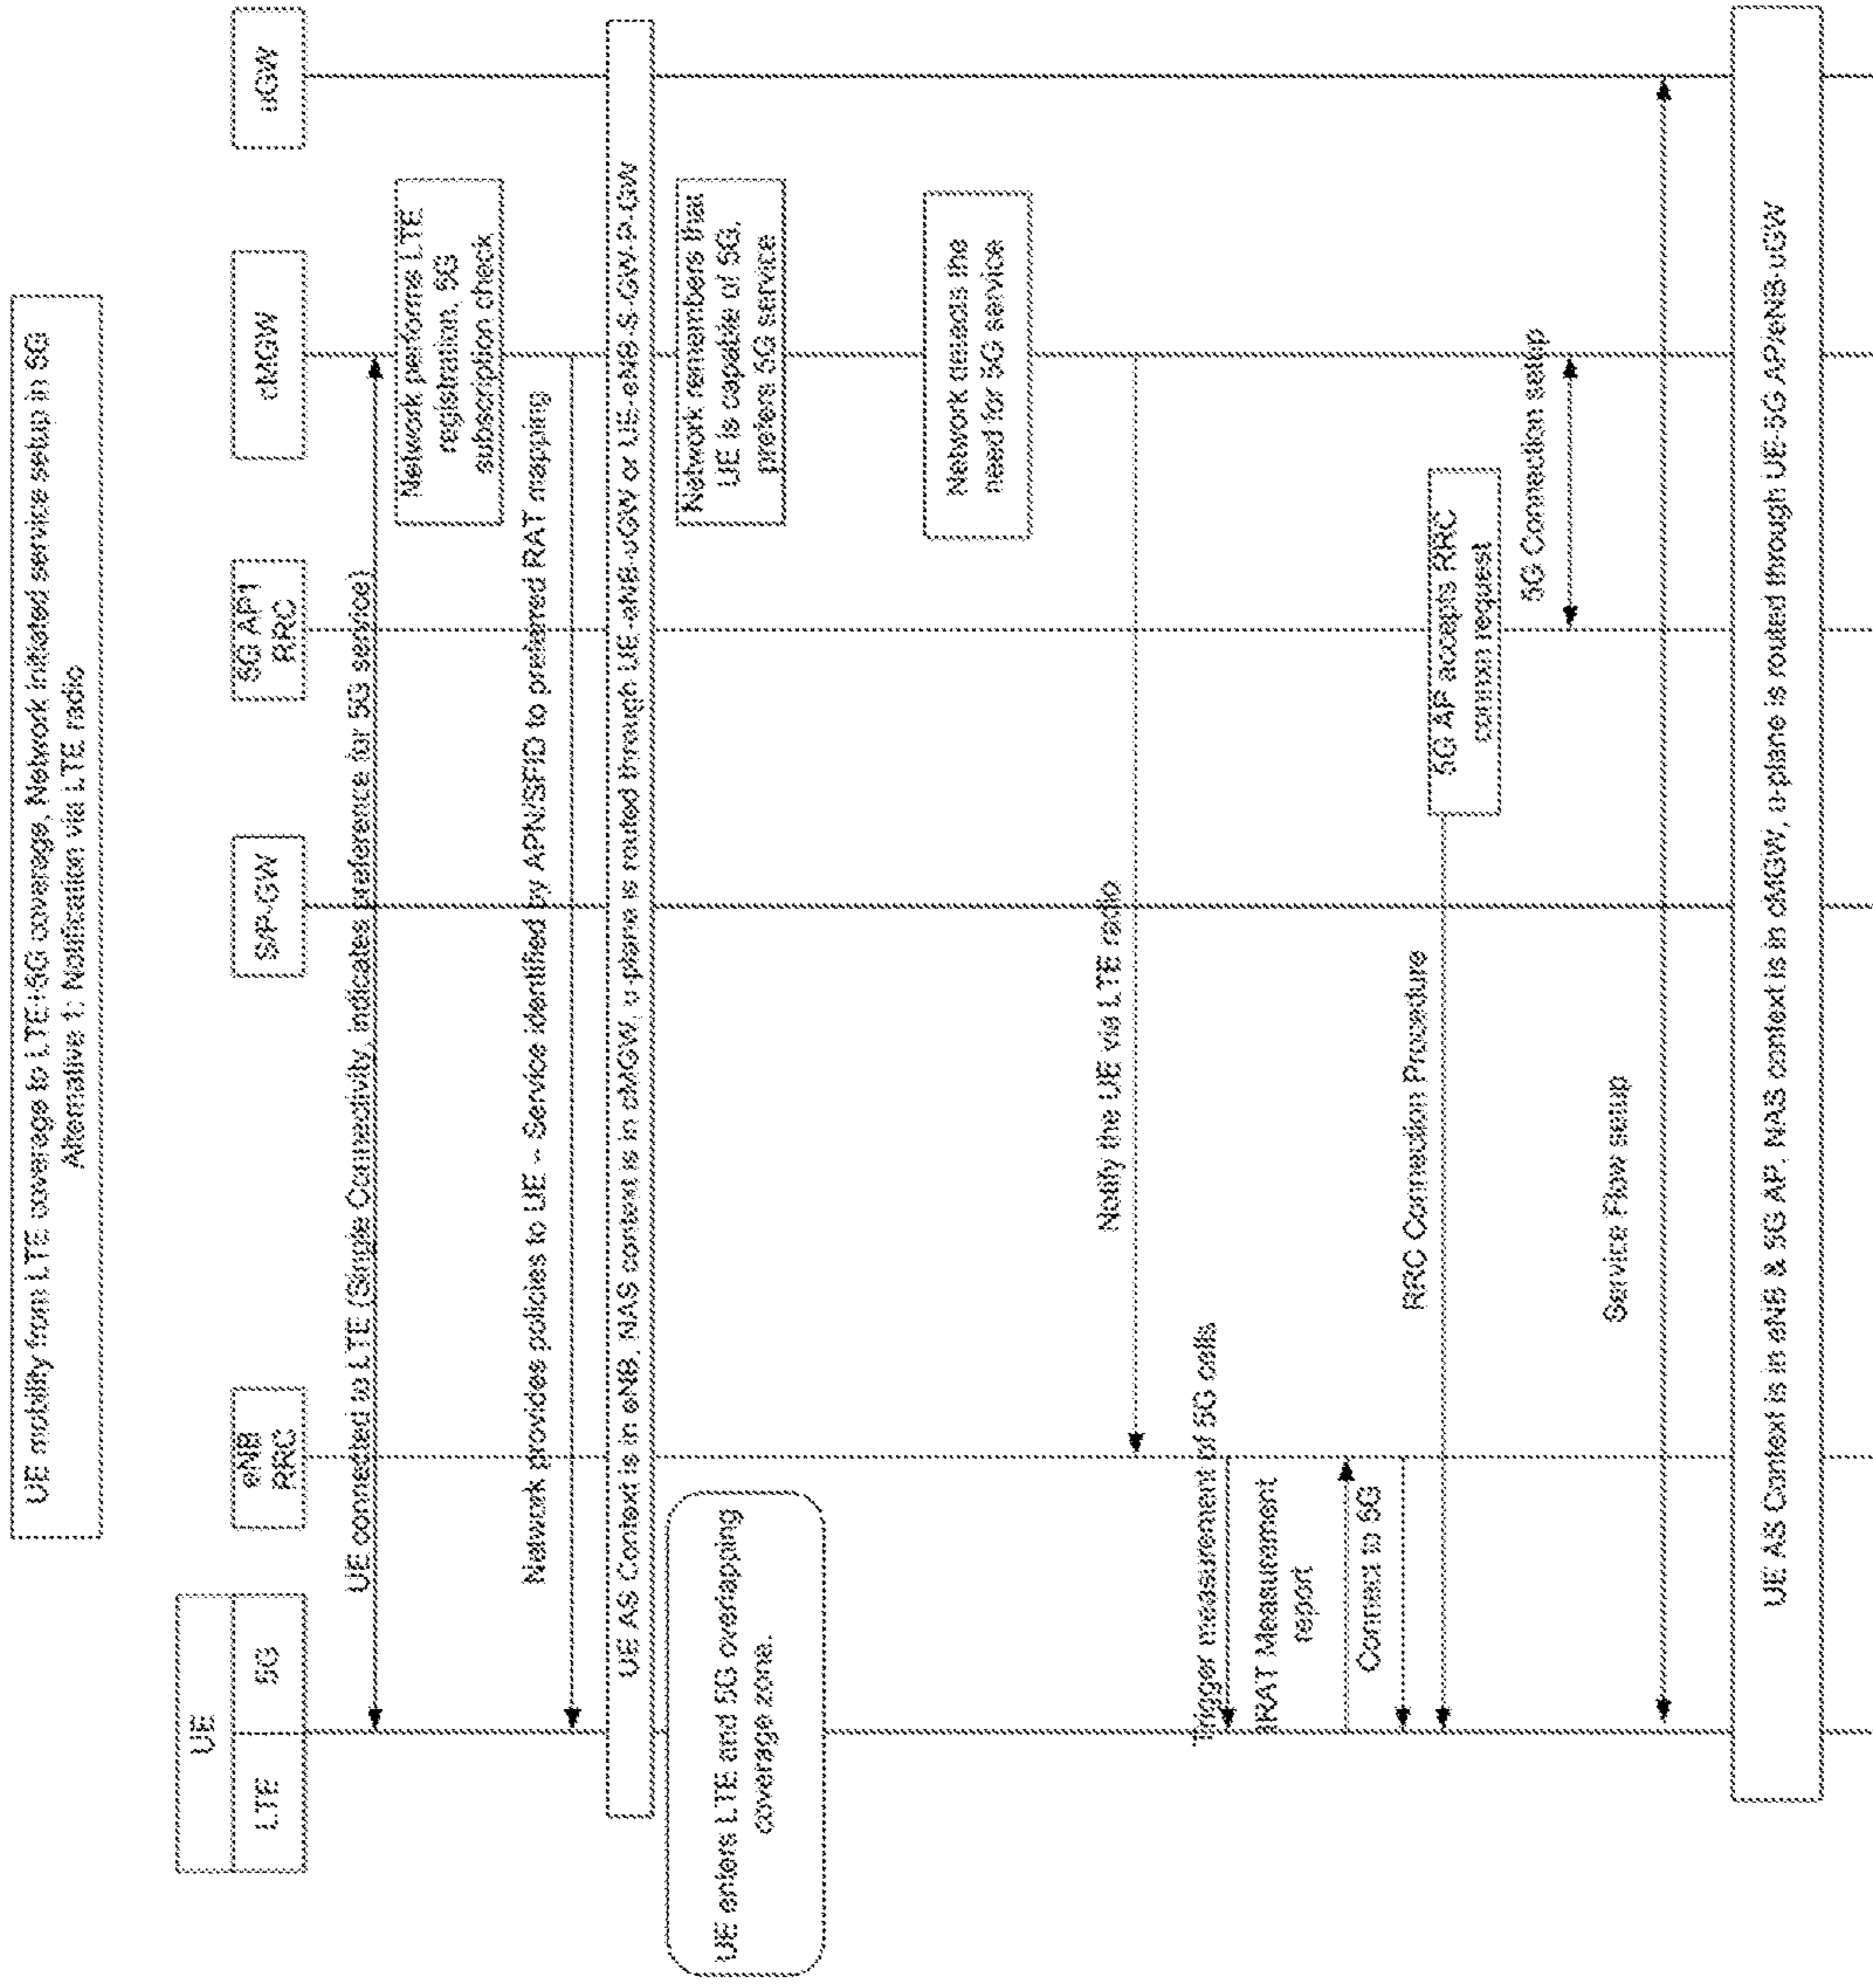 UE mobility from LTE coverage to LTE+5G coverage, Network initiated service setup in 5G
Alternative 1: Notification via LTE radio
UE
LTE
5G
eNB
RRC
S/P-GW
5G AP1
RRC
cMGW
uGW
UE connected to LTE (Single Connectivity, indicates preference for 5G service)
Network performs LTE
registration, 5G
subscription check
Network provides policies to UE - Service identified by APN/SFID to preferred RAT mapping
UE AS Context is in eNB, NAS context is in cMGW, u-plane is routed through UE-eNB-uGW or UE-eNB-S-GW-P-GW
UE enters LTE and 5G overlapping
coverage zone.
Network remembers that
UE is capable of 5G,
prefers 5G service
Network detects the
need for 5G service
Notify the UE via LTE radio
Trigger measurement of 5G cells
IRAT Measurement
report
Connect to 5G
RRC Connection Procedure
5G AP accepts RRC
connxn request
5G Connection setup
Service Flow setup
UE AS Context is in eNB & 5G AP, NAS context is in cMGW, u-plane is routed through UE-5G AP/eNB-uGW